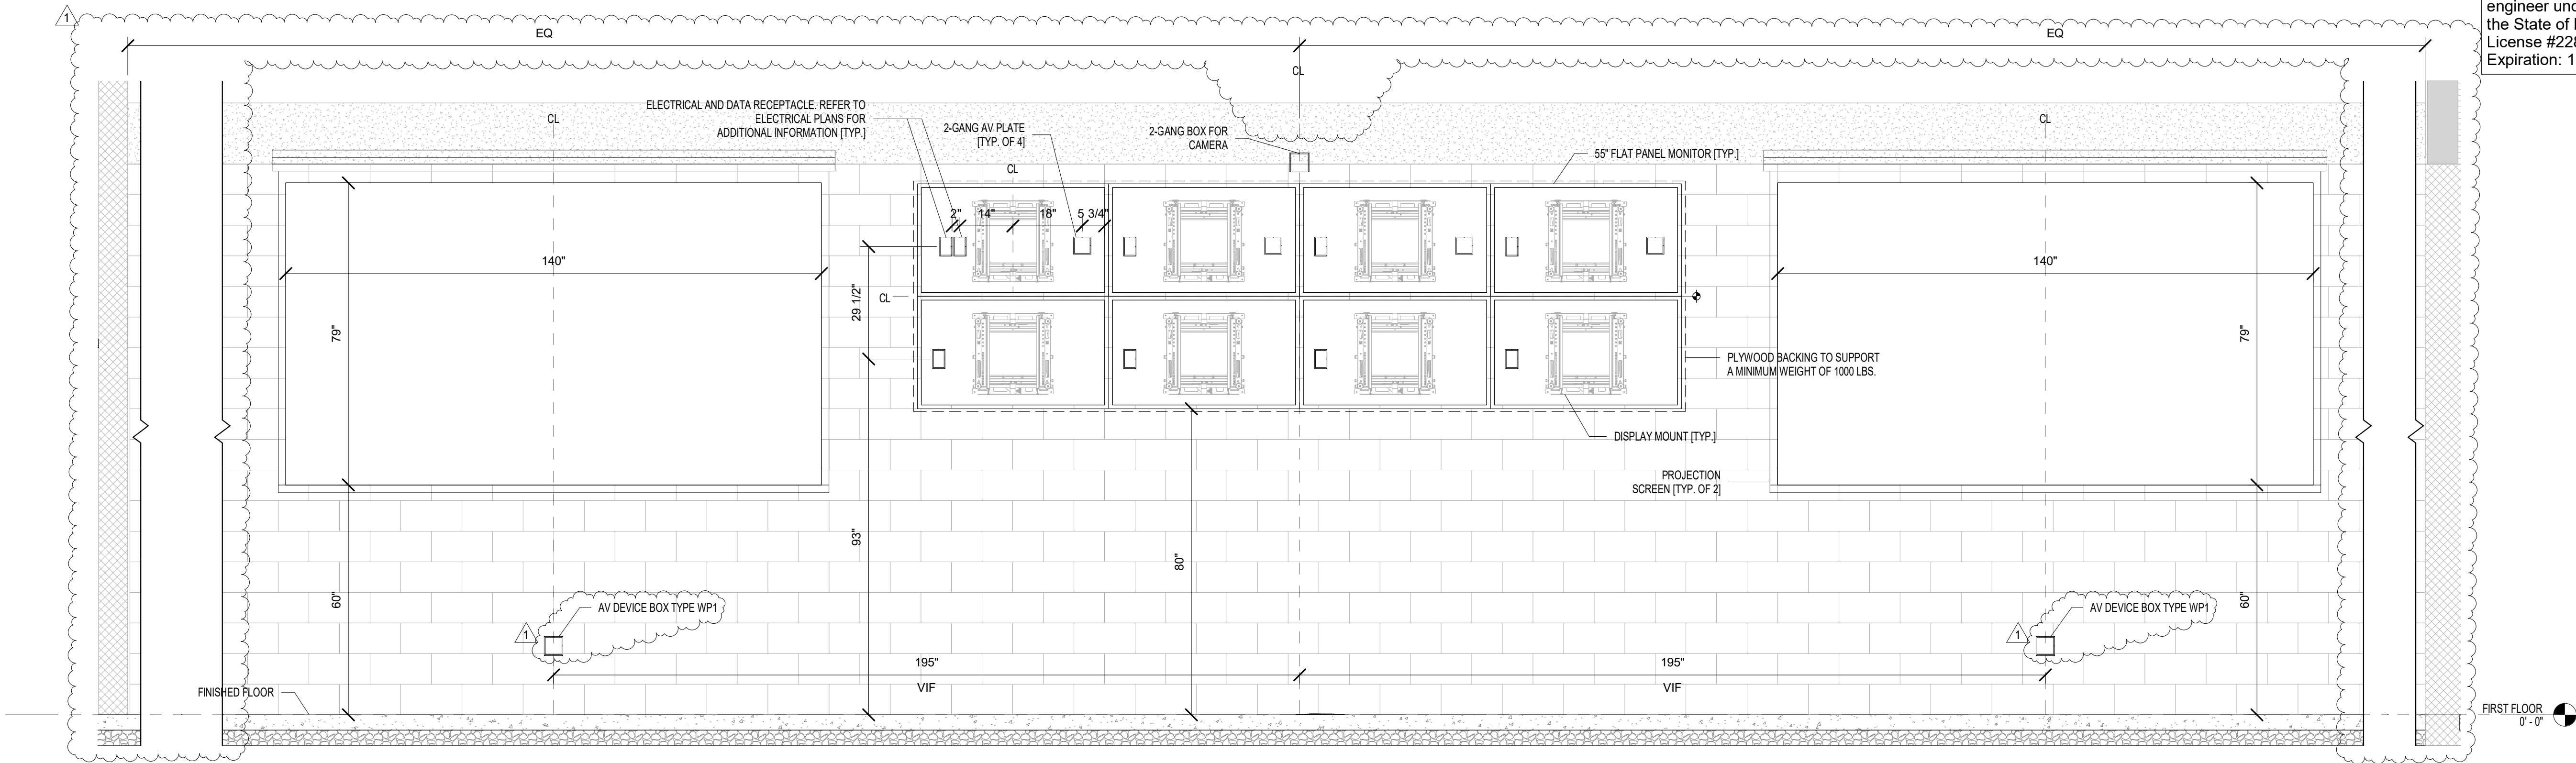 1
engineer und
the State of
License #228
Expiration: 1
EQ
EQ
CL
ELECTRICAL AND DATA RECEPTACLE. REFER TO
ELECTRICAL PLANS FOR
ADDITIONAL INFORMATION [TYP.]
CL
2-GANG AV PLATE
[TYP. OF 4]
2-GANG BOX FOR
CAMERA
CL
55" FLAT PANEL MONITOR [TYP.]
CL
2"
14"
18"
5 3/4"
140"
140"
29 1/2"
CL
79"
79"
PLYWOOD BACKING TO SUPPORT
A MINIMUM WEIGHT OF 1000 LBS.
DISPLAY MOUNT [TYP.]
PROJECTION
SCREEN [TYP. OF 2]
93"
80"
60"
60"
AV DEVICE BOX TYPE WP1
1
AV DEVICE BOX TYPE WP1
1
195"
VIF
195"
VIF
FINISHED FLOOR
FIRST FLOOR
0' - 0"